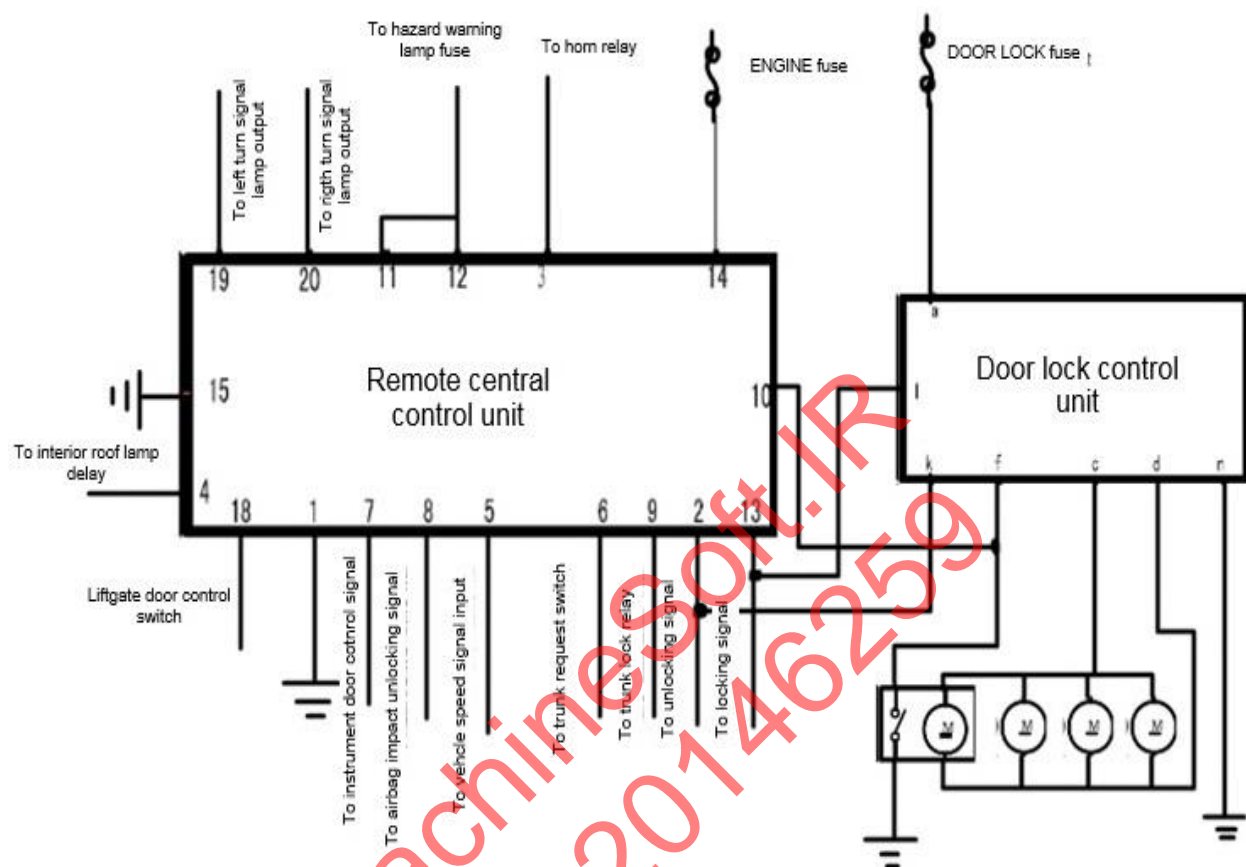 To hazard warning
lamp fuse
To horn relay
ENGINE fuse
DOOR LOCK fuse
To left turn signal
lamp output
To rigth turn signal
lamp output
19 20 11 12 3 14
a
15
Remote central
control unit
10
l
Door lock control
unit
To interior roof lamp
delay
4
18 1 7 8 5 6 9 2 13
k f c d n
Liftgate door control
switch
To instrument door cotnrol signal
To airbag impact unlocking signal
To vehcle speed signal input
To trunk request switch
To trunk lock relay
To unlocking signal
To locking signal
M M M M
achineSoft.IR
20146259